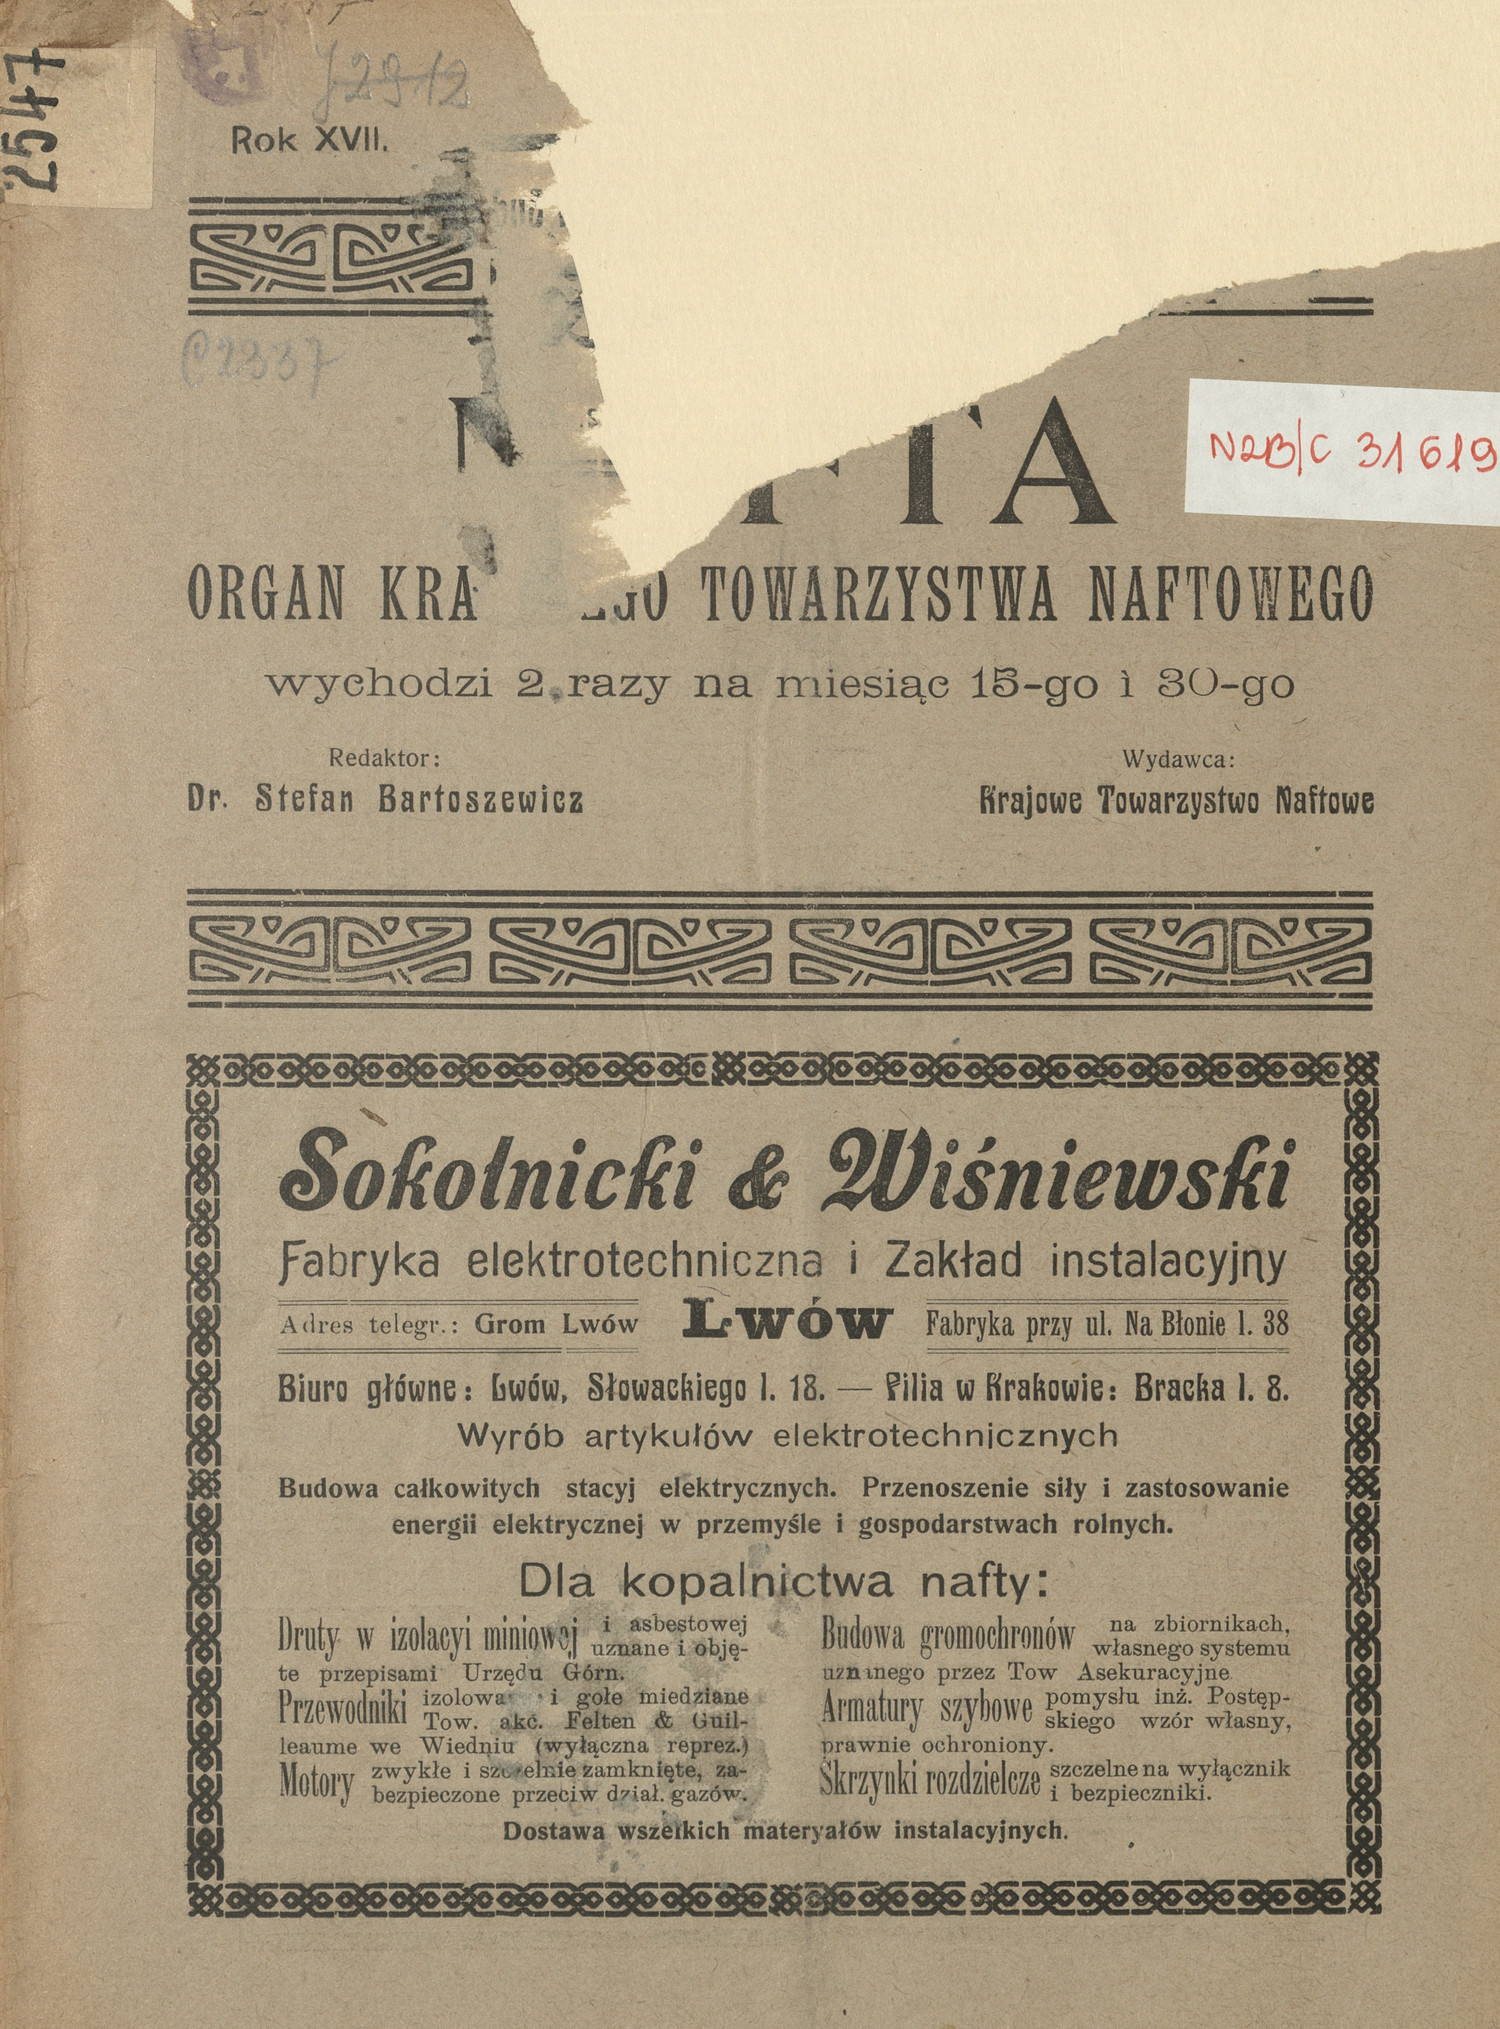 2547
J 2912
Rok XVII.
C2337
N FTA
N2B/C 31619
ORGAN KRA EGO TOWARZYSTWA NAFTOWEGO
wychodzi 2 razy na miesiąc 15-go i 30-go
Redaktor:
Dr. Stefan Bartoszewicz
Wydawca:
Krajowe Towarzystwo Naftowe
Sokolnicki & Wiśniewski
Fabryka elektrotechniczna i Zakład instalacyjny
Adres telegr.: Grom Lwów
Lwów
Fabryka przy ul. Na Błonie l. 38
Biuro główne: Lwów, Słowackiego l. 18. — Filia w Krakowie: Bracka l. 8.
Wyrób artykułów elektrotechnicznych
Budowa całkowitych stacyj elektrycznych. Przenoszenie siły i zastosowanie
energii elektrycznej w przemyśle i gospodarstwach rolnych.
Dla kopalnictwa nafty:
Druty w izolacyi miniowej i asbestowej
uznane i obję-
te przepisami Urzędu Górn.
Przewodniki izolowa i gołe miedziane
Tow. akc. Felten & Guil-
leaume we Wiedniu (wyłączna reprez.)
Motory zwykłe i szczelnie zamknięte, za-
bezpieczone przeciw dział. gazów.
Budowa gromochronów na zbiornikach,
własnego systemu
uznanego przez Tow Asekuracyjne
Armatury szybowe pomysłu inż. Postęp-
skiego wzór własny,
prawnie ochroniony.
Skrzynki rozdzielcze szczelne na wyłącznik
i bezpieczniki.
Dostawa wszelkich materyałów instalacyjnych.